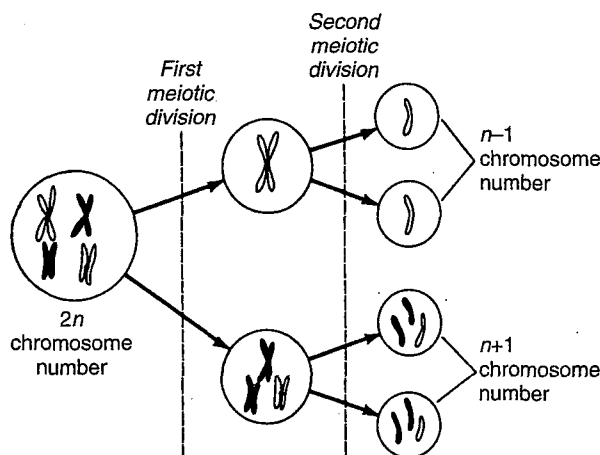 First
meiotic
division
Second
meiotic
division
n–1
chromosome
number
2n
chromosome
number
n+1
chromosome
number